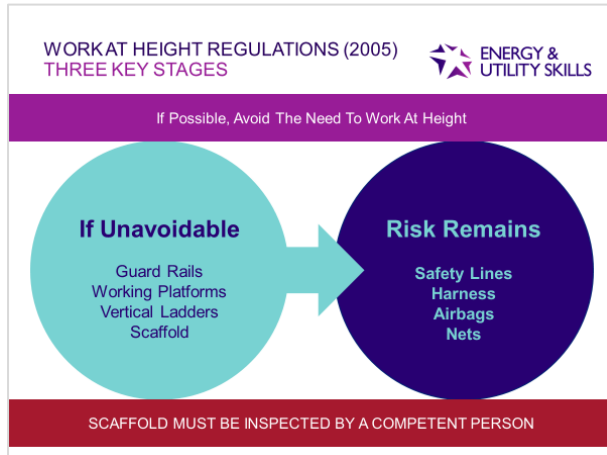 WORK AT HEIGHT REGULATIONS (2005)
THREE KEY STAGES
ENERGY &
UTILITY SKILLS
If Possible, Avoid The Need To Work At Height
If Unavoidable
Guard Rails
Working Platforms
Vertical Ladders
Scaffold
Risk Remains
Safety Lines
Harness
Airbags
Nets
SCAFFOLD MUST BE INSPECTED BY A COMPETENT PERSON